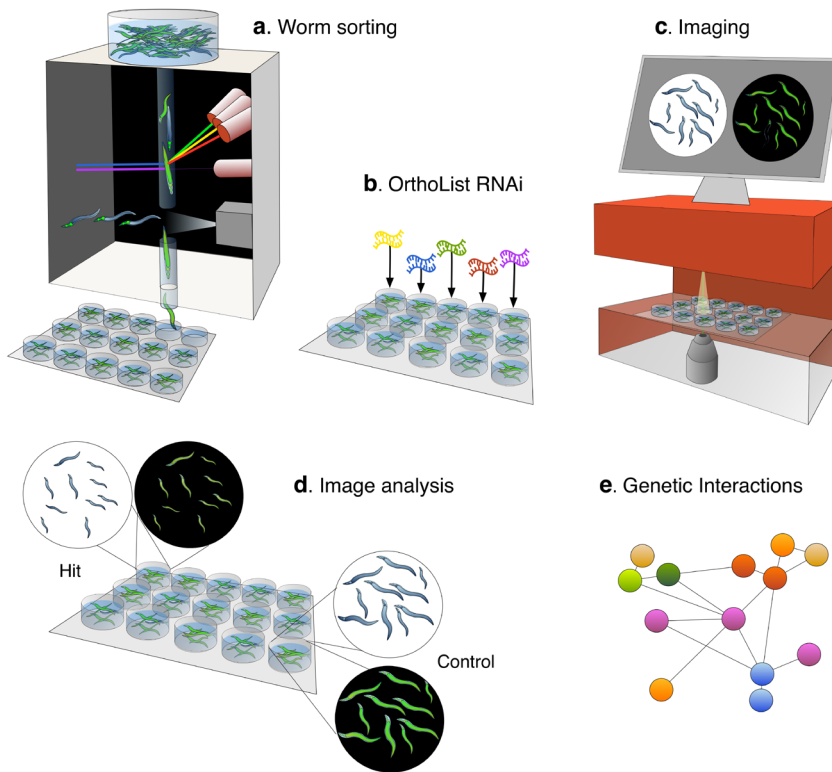 a. Worm sorting
c. Imaging
b. OrthoList RNAi
d. Image analysis
e. Genetic Interactions
Hit
Control